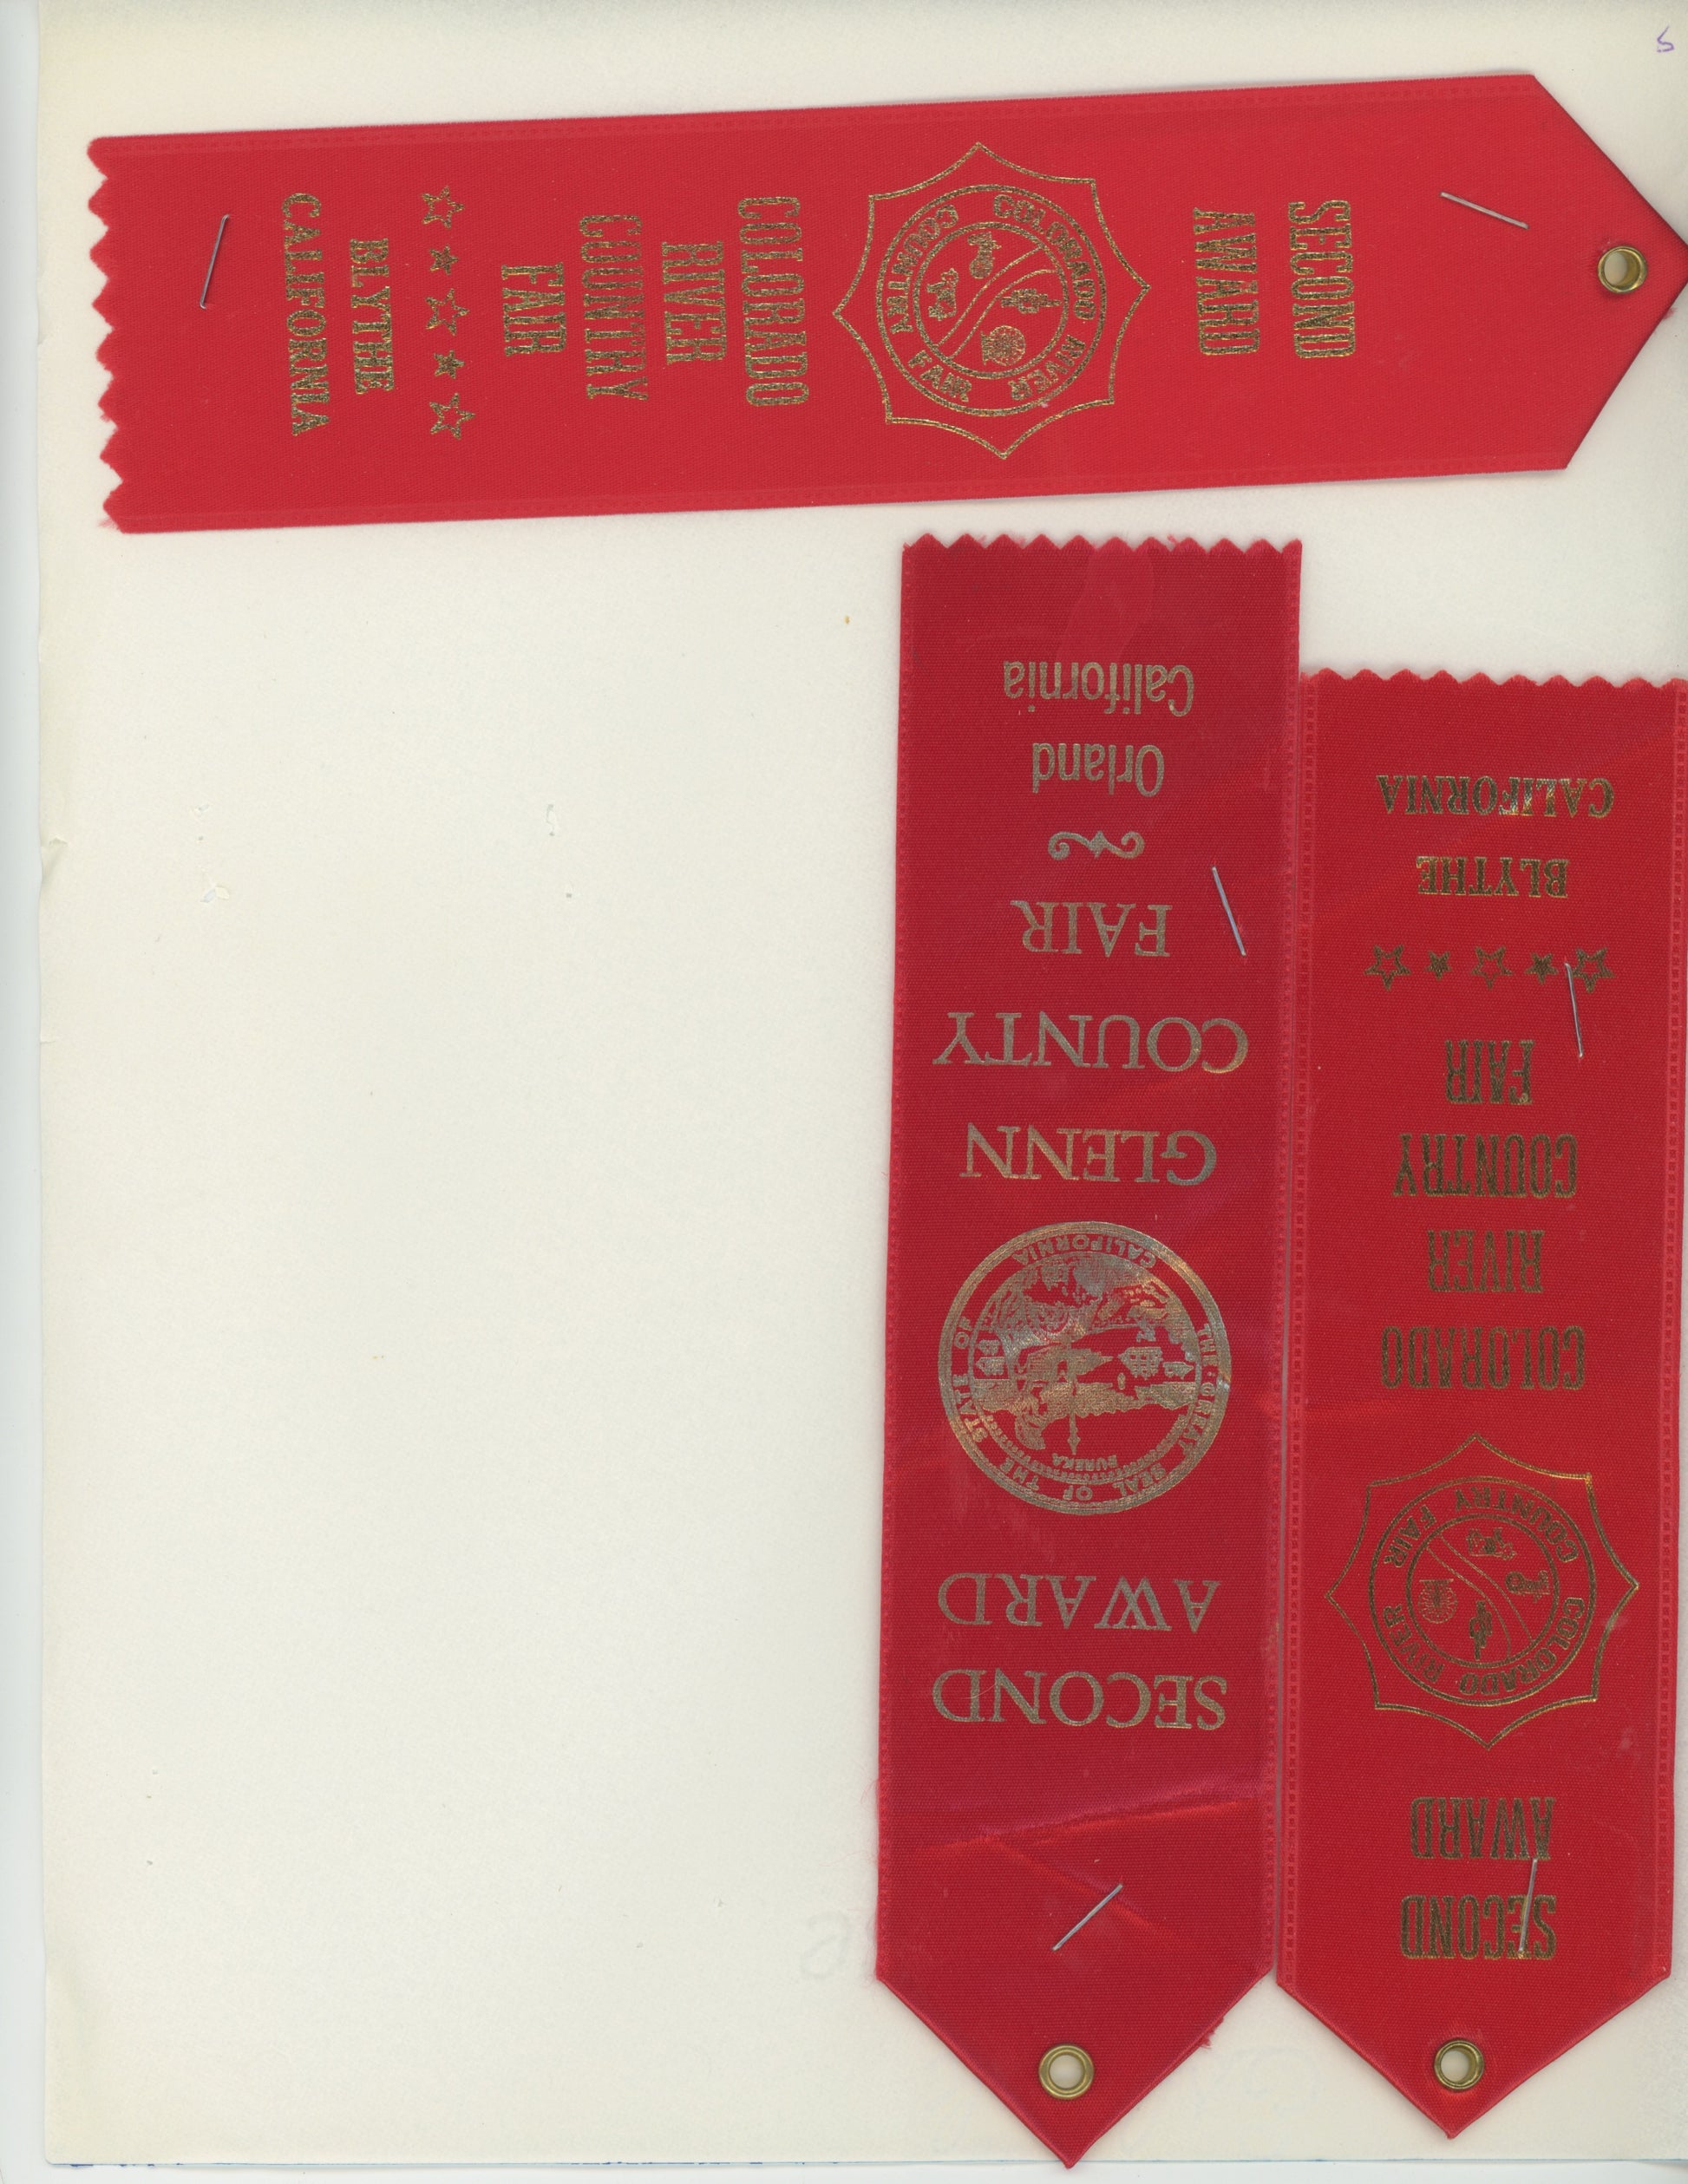 SECOND
AWARD
COLORADO RIVER
COUNTRY FAIR
COLORADO
RIVER
COUNTRY
FAIR
BLYTHE
CALIFORNIA
SECOND
AWARD
THE GREAT SEAL OF THE STATE OF CALIFORNIA
EUREKA
GLENN
COUNTY
FAIR
Orland
California
SECOND
AWARD
COLORADO RIVER
COUNTRY FAIR
COLORADO
RIVER
COUNTRY
FAIR
BLYTHE
CALIFORNIA